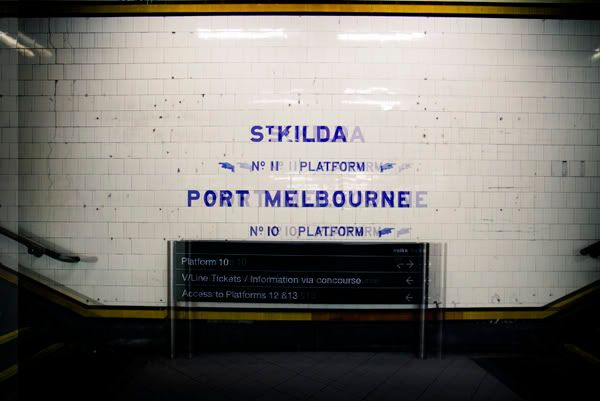 ST KILDA
No 11 PLATFORM
PORT MELBOURNE
No 10 PLATFORM
Platform 10
V/Line Tickets / Information via concourse
Access to Platforms 12 &13